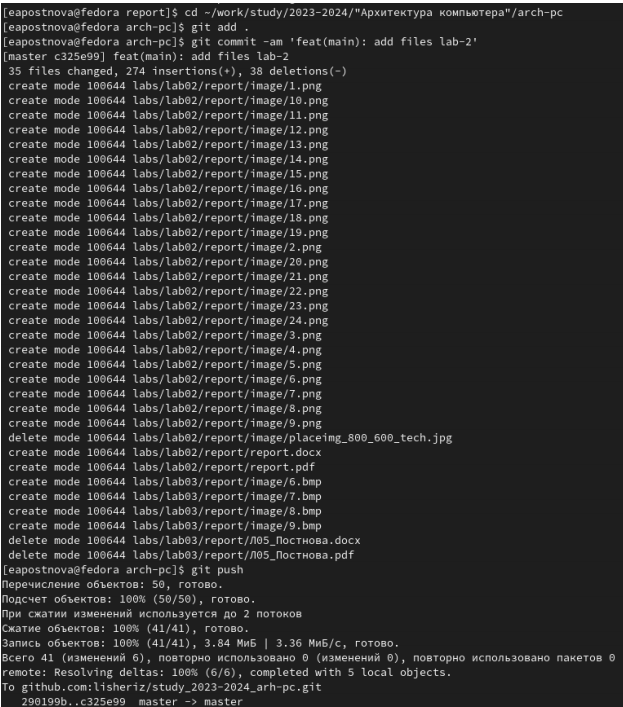 [eapostnova@fedora report]$ cd ~/work/study/2023-2024/"Архитектура компьютера"/arch-pc
[eapostnova@fedora arch-pc]$ git add .
[eapostnova@fedora arch-pc]$ git commit -am 'feat(main): add files lab-2'
[master c325e99] feat(main): add files lab-2
35 files changed, 274 insertions(+), 38 deletions(-)
create mode 100644 labs/lab02/report/image/1.png
create mode 100644 labs/lab02/report/image/10.png
create mode 100644 labs/lab02/report/image/11.png
create mode 100644 labs/lab02/report/image/12.png
create mode 100644 labs/lab02/report/image/13.png
create mode 100644 labs/lab02/report/image/14.png
create mode 100644 labs/lab02/report/image/15.png
create mode 100644 labs/lab02/report/image/16.png
create mode 100644 labs/lab02/report/image/17.png
create mode 100644 labs/lab02/report/image/18.png
create mode 100644 labs/lab02/report/image/19.png
create mode 100644 labs/lab02/report/image/2.png
create mode 100644 labs/lab02/report/image/20.png
create mode 100644 labs/lab02/report/image/21.png
create mode 100644 labs/lab02/report/image/22.png
create mode 100644 labs/lab02/report/image/23.png
create mode 100644 labs/lab02/report/image/24.png
create mode 100644 labs/lab02/report/image/3.png
create mode 100644 labs/lab02/report/image/4.png
create mode 100644 labs/lab02/report/image/5.png
create mode 100644 labs/lab02/report/image/6.png
create mode 100644 labs/lab02/report/image/7.png
create mode 100644 labs/lab02/report/image/8.png
create mode 100644 labs/lab02/report/image/9.png
delete mode 100644 labs/lab02/report/image/placeimg_800_600_tech.jpg
create mode 100644 labs/lab02/report/report.docx
create mode 100644 labs/lab02/report/report.pdf
create mode 100644 labs/lab03/report/image/6.bmp
create mode 100644 labs/lab03/report/image/7.bmp
create mode 100644 labs/lab03/report/image/8.bmp
create mode 100644 labs/lab03/report/image/9.bmp
delete mode 100644 labs/lab03/report/Л05_Постнова.docx
delete mode 100644 labs/lab03/report/Л05_Постнова.pdf
[eapostnova@fedora arch-pc]$ git push
Перечисление объектов: 50, готово.
Подсчет объектов: 100% (50/50), готово.
При сжатии изменений используется до 2 потоков
Сжатие объектов: 100% (41/41), готово.
Запись объектов: 100% (41/41), 3.84 МиБ | 3.36 МиБ/с, готово.
Всего 41 (изменений 6), повторно использовано 0 (изменений 0), повторно использовано пакетов 0
remote: Resolving deltas: 100% (6/6), completed with 5 local objects.
To github.com:lisheriz/study_2023-2024_arh-pc.git
290199b..c325e99 master -> master